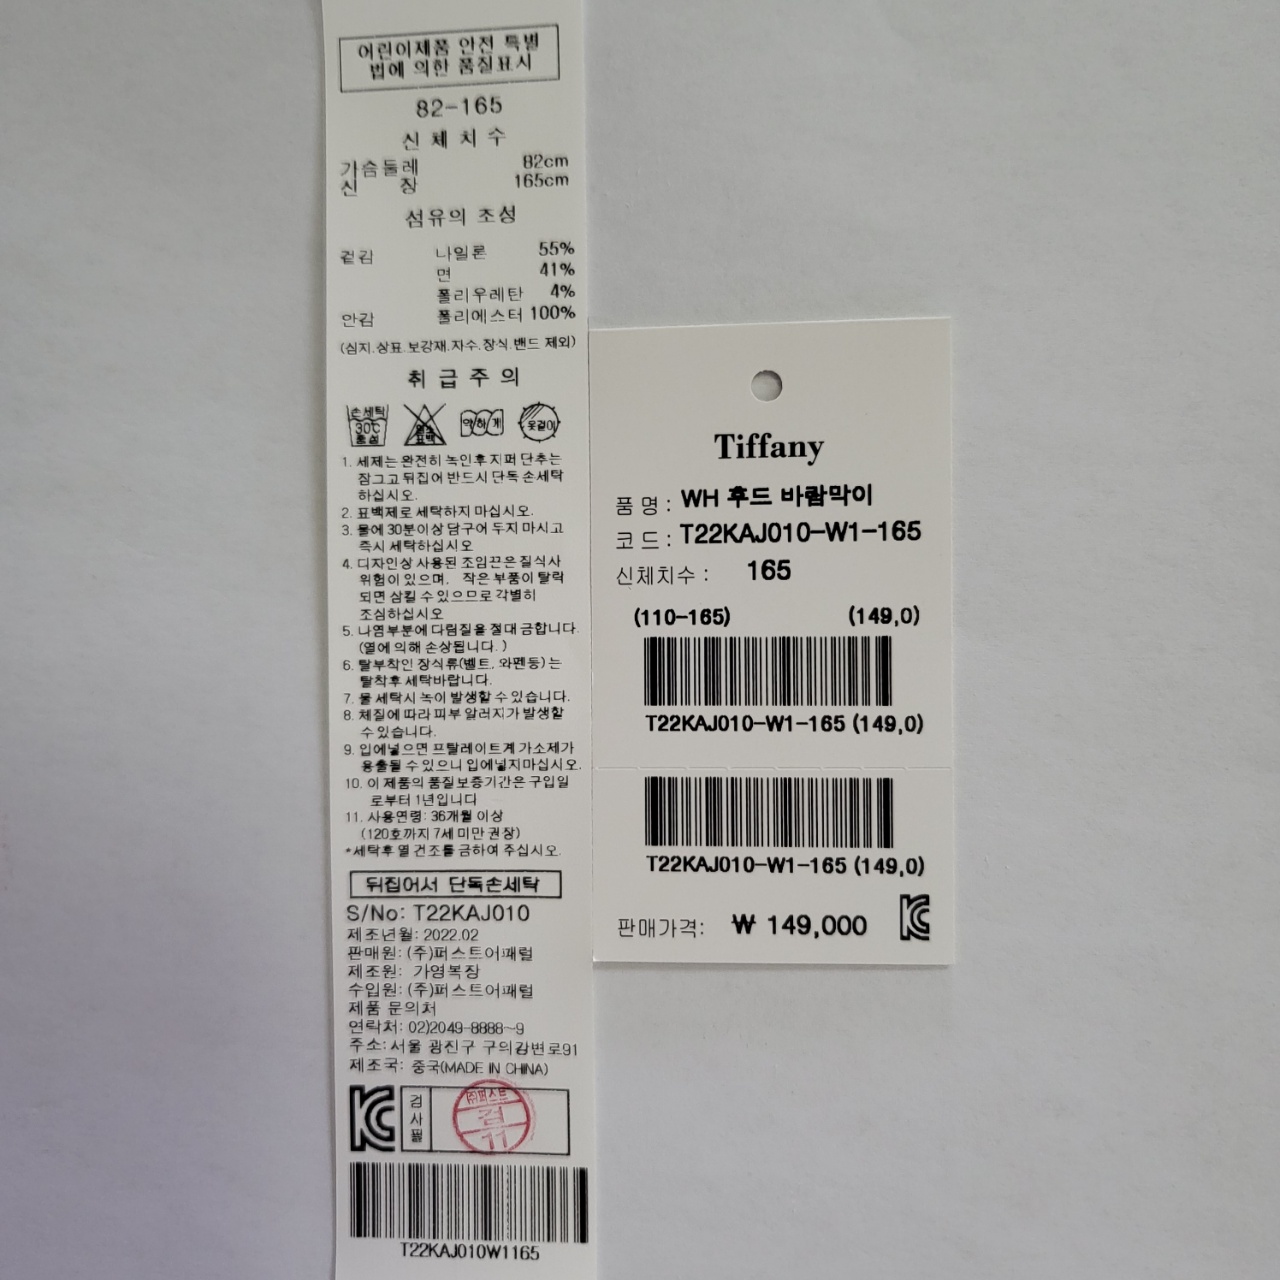 어린이제품 안전 특별
법에 의한 품질표시
82-165
신체치수
가슴둘레 82cm
신 장 165cm
섬유의 조성
겉감 나일론 55%
면 41%
폴리우레탄 4%
안감 폴리에스터 100%
(심지.상표.보강재.자수.장식.밴드 제외)
취급주의
손세탁 30℃ 중성 염소표백 약하게 옷걸이
1. 세제는 완전히 녹인후 지퍼 단추는
잠그고 뒤집어 반드시 단독 손세탁
하십시오.
2. 표백제로 세탁하지 마십시오.
3. 물에 30분이상 담구어 두지 마시고
즉시 세탁하십시오
4. 디자인상 사용된 조임끈은 질식사
위험이 있으며, 작은 부품이 탈락
되면 삼킬 수 있으므로 각별히
조심하십시오
5. 나염부분에 다림질을 절대 금합니다.
(열에 의해 손상됩니다.)
6. 탈부착인 장식류(벨트, 와펜등)는
탈착후 세탁바랍니다.
7. 물 세탁시 녹이 발생할 수 있습니다.
8. 체질에 따라 피부 알러지가 발생할
수 있습니다.
9. 입에넣으면 프탈레이트계 가소제가
용출될 수 있으니 입에넣지마십시오.
10. 이 제품의 품질보증기간은 구입일
로부터 1년입니다
11. 사용연령: 36개월 이상
(120호까지 7세 미만 권장)
*세탁후 열 건조를 금하여 주십시오.
뒤집어서 단독손세탁
S/No: T22KAJ010
제조년월: 2022.02
판매원: (주)퍼스트어패럴
제조원: 가영복장
수입원: (주)퍼스트어패럴
제품 문의처
연락처: 02)2049-8888~9
주소: 서울 광진구 구의강변로91
제조국: 중국(MADE IN CHINA)
KC 검사필 ㈜퍼스트 검 11
T22KAJ010W1165
Tiffany
품 명 : WH 후드 바람막이
코 드 : T22KAJ010-W1-165
신체치수 : 165
(110-165) (149,0)
T22KAJ010-W1-165 (149,0)
T22KAJ010-W1-165 (149,0)
판매가격: ₩ 149,000 KC